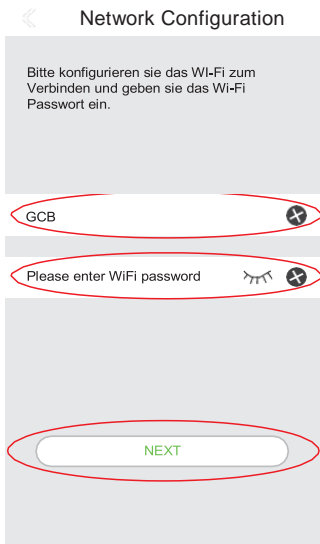 Network Configuration
Bitte konfigurieren sie das WI-Fi zum
Verbinden und geben sie das Wi-Fi
Passwort ein.
GCB
Please enter WiFi password
NEXT